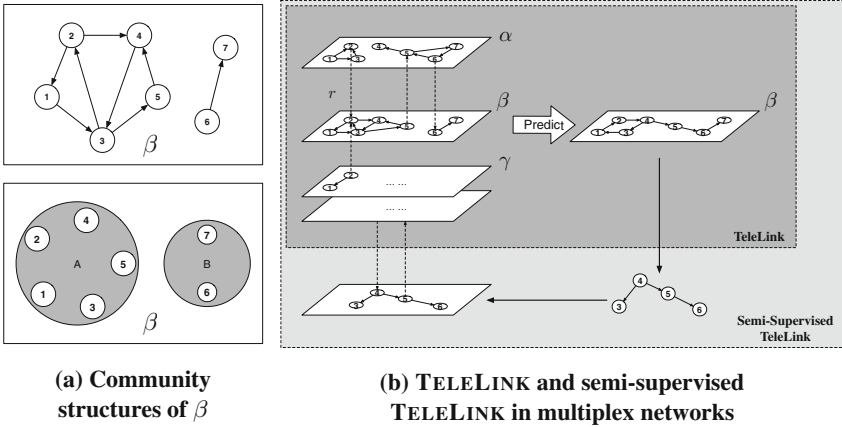 2
4
7
1
5
3
6
β
4
2
A
5
1
3
7
B
6
β
(a) Community
structures of β
α
2
4
7
5
1
3
6
r
β
2
4
1
3
5
7
6
Predict
β
2
4
7
1
3
5
6
γ
2
1
... ...
... ...
TeleLink
4
3
5
6
4
5
3
6
Semi-Supervised
TeleLink
(b) TELELINK and semi-supervised
TELELINK in multiplex networks